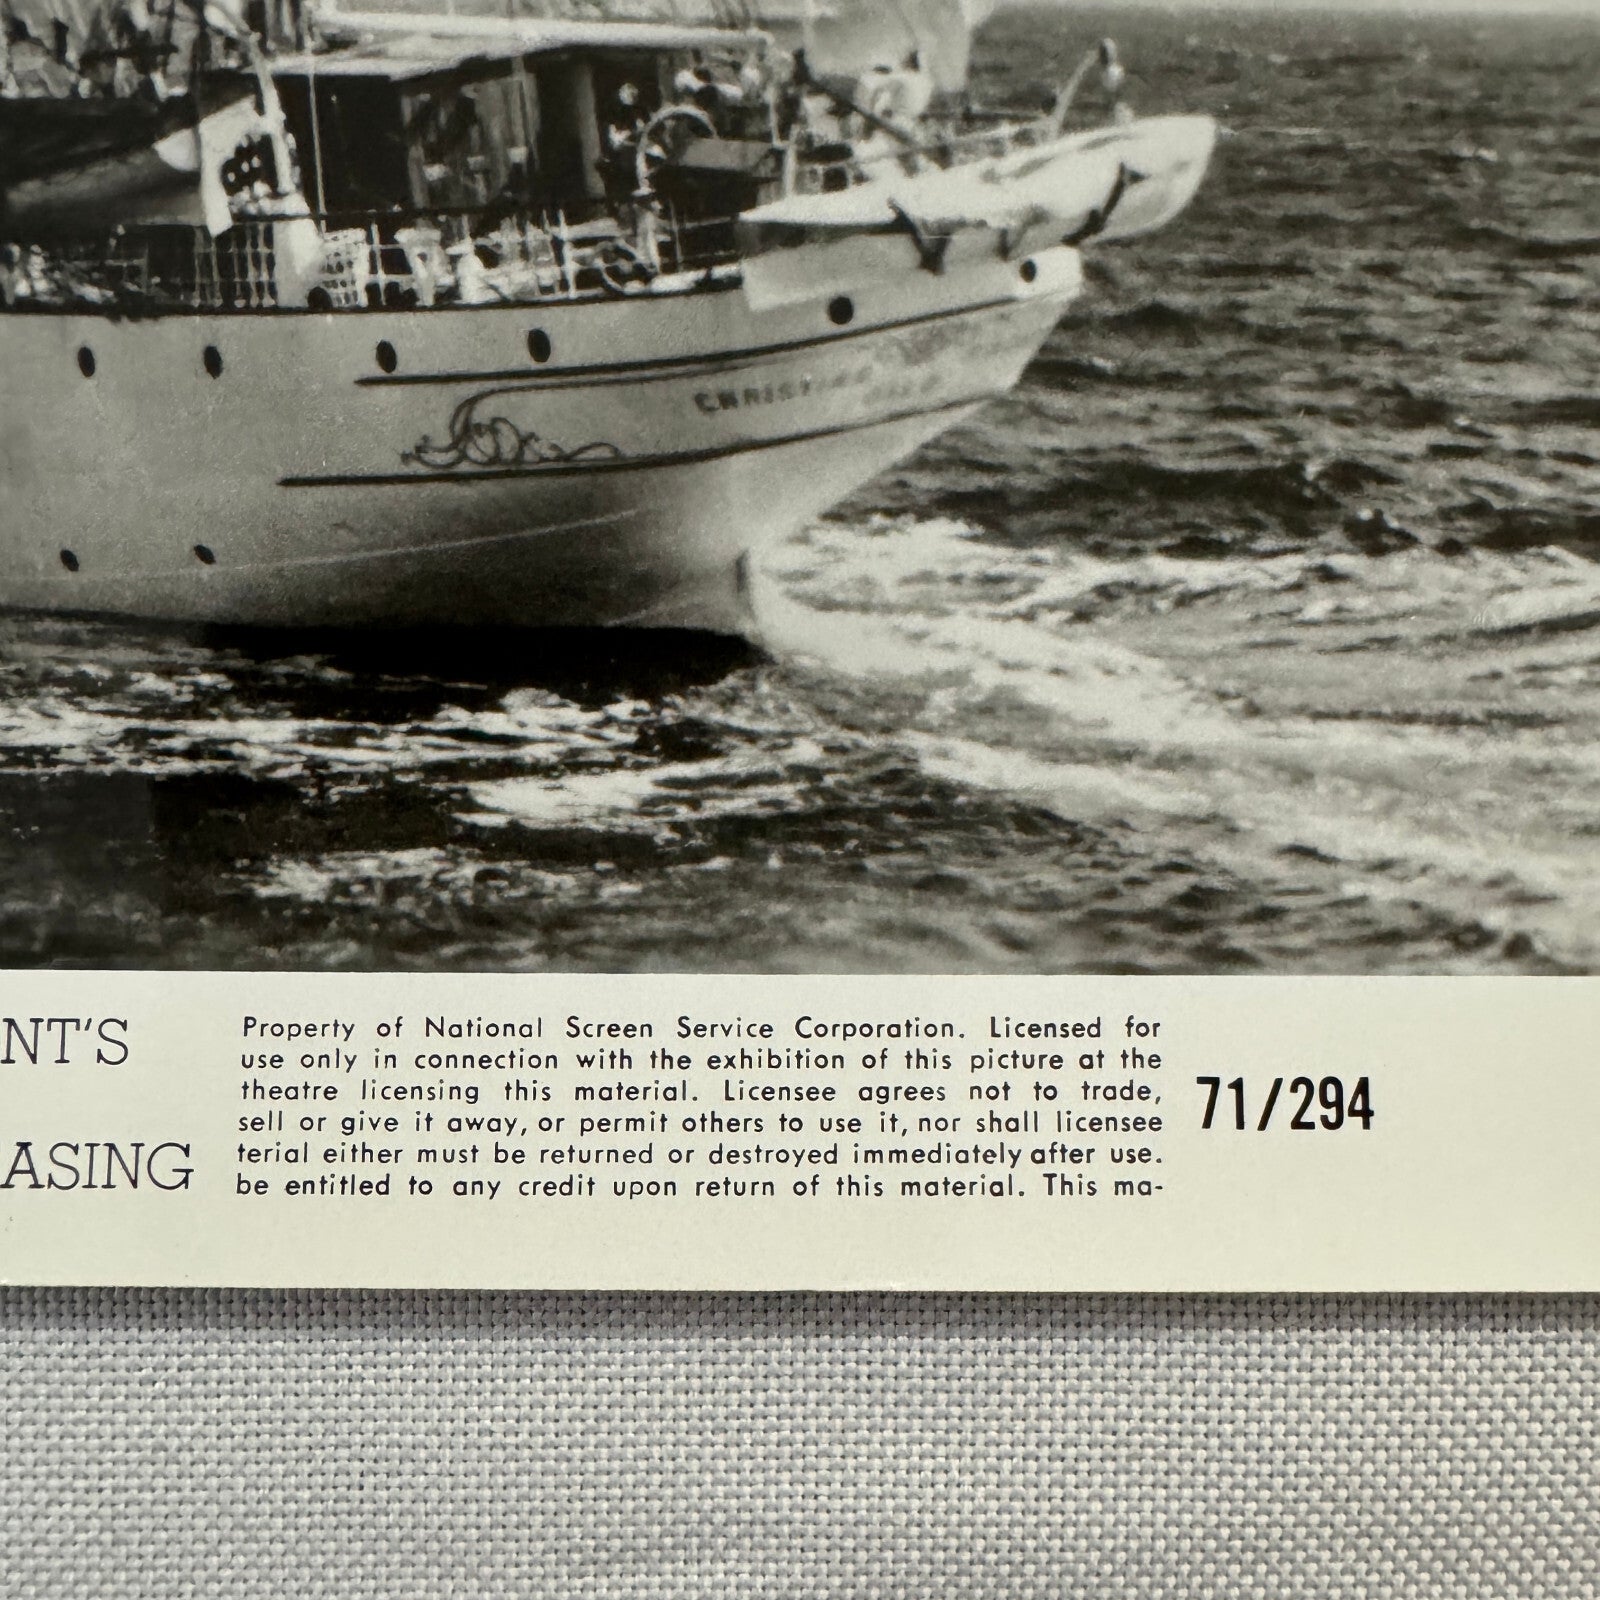 NT'S
ASING
Property of National Screen Service Corporation. Licensed for
use only in connection with the exhibition of this picture at the
theatre licensing this material. Licensee agrees not to trade,
sell or give it away, or permit others to use it, nor shall licensee
terial either must be returned or destroyed immediately after use.
be entitled to any credit upon return of this material. This ma-
71/294